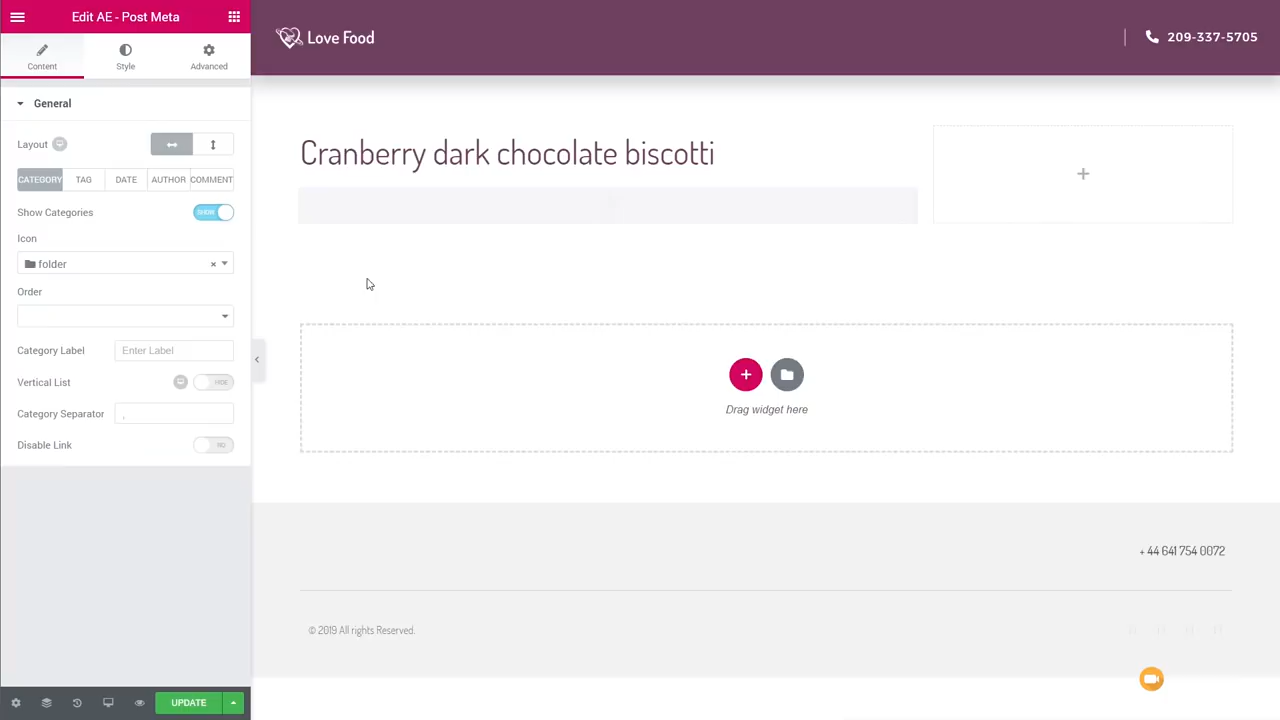 Edit AE - Post Meta
Content
Style
Advanced
General
Layout
CATEGORY
TAG
DATE
AUTHOR
COMMENT
Show Categories
SHOW
Icon
folder
×
Order
Category Label
Enter Label
Vertical List
HIDE
Category Separator
,
Disable Link
NO
UPDATE
Love Food
209-337-5705
Cranberry dark chocolate biscotti
Drag widget here
+ 44 641 754 0072
© 2019 All rights Reserved.